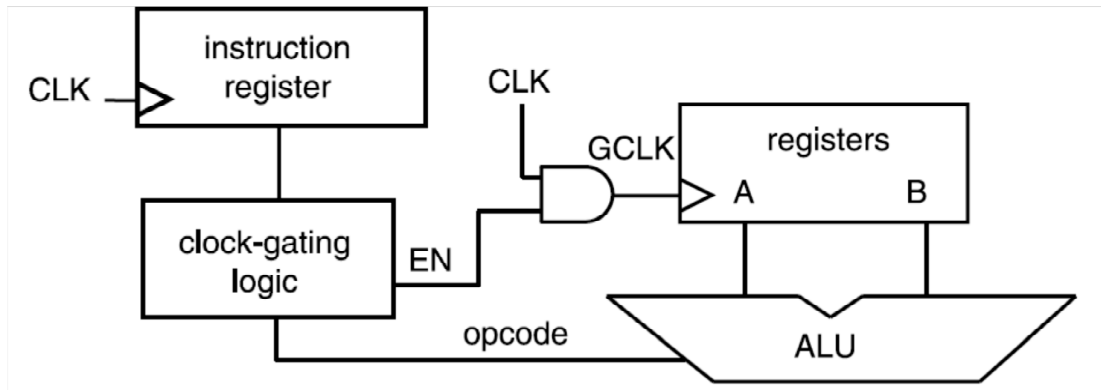 instruction
register
CLK
CLK
GCLK
registers
A
B
clock-gating
logic
EN
opcode
ALU